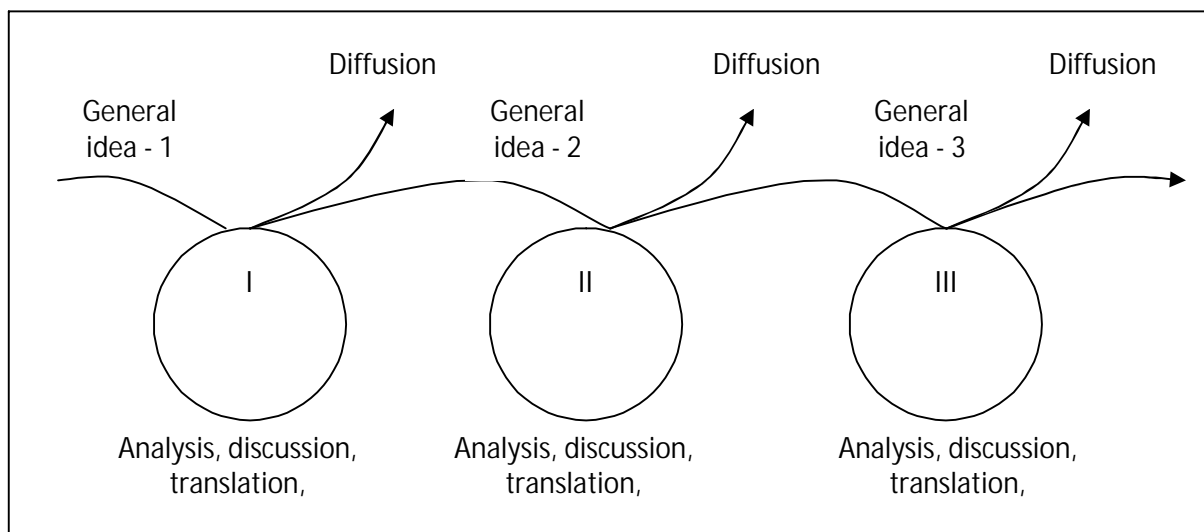 Diffusion
Diffusion
Diffusion
General
idea - 1
General
idea - 2
General
idea - 3
I
II
III
Analysis, discussion,
translation,
Analysis, discussion,
translation,
Analysis, discussion,
translation,